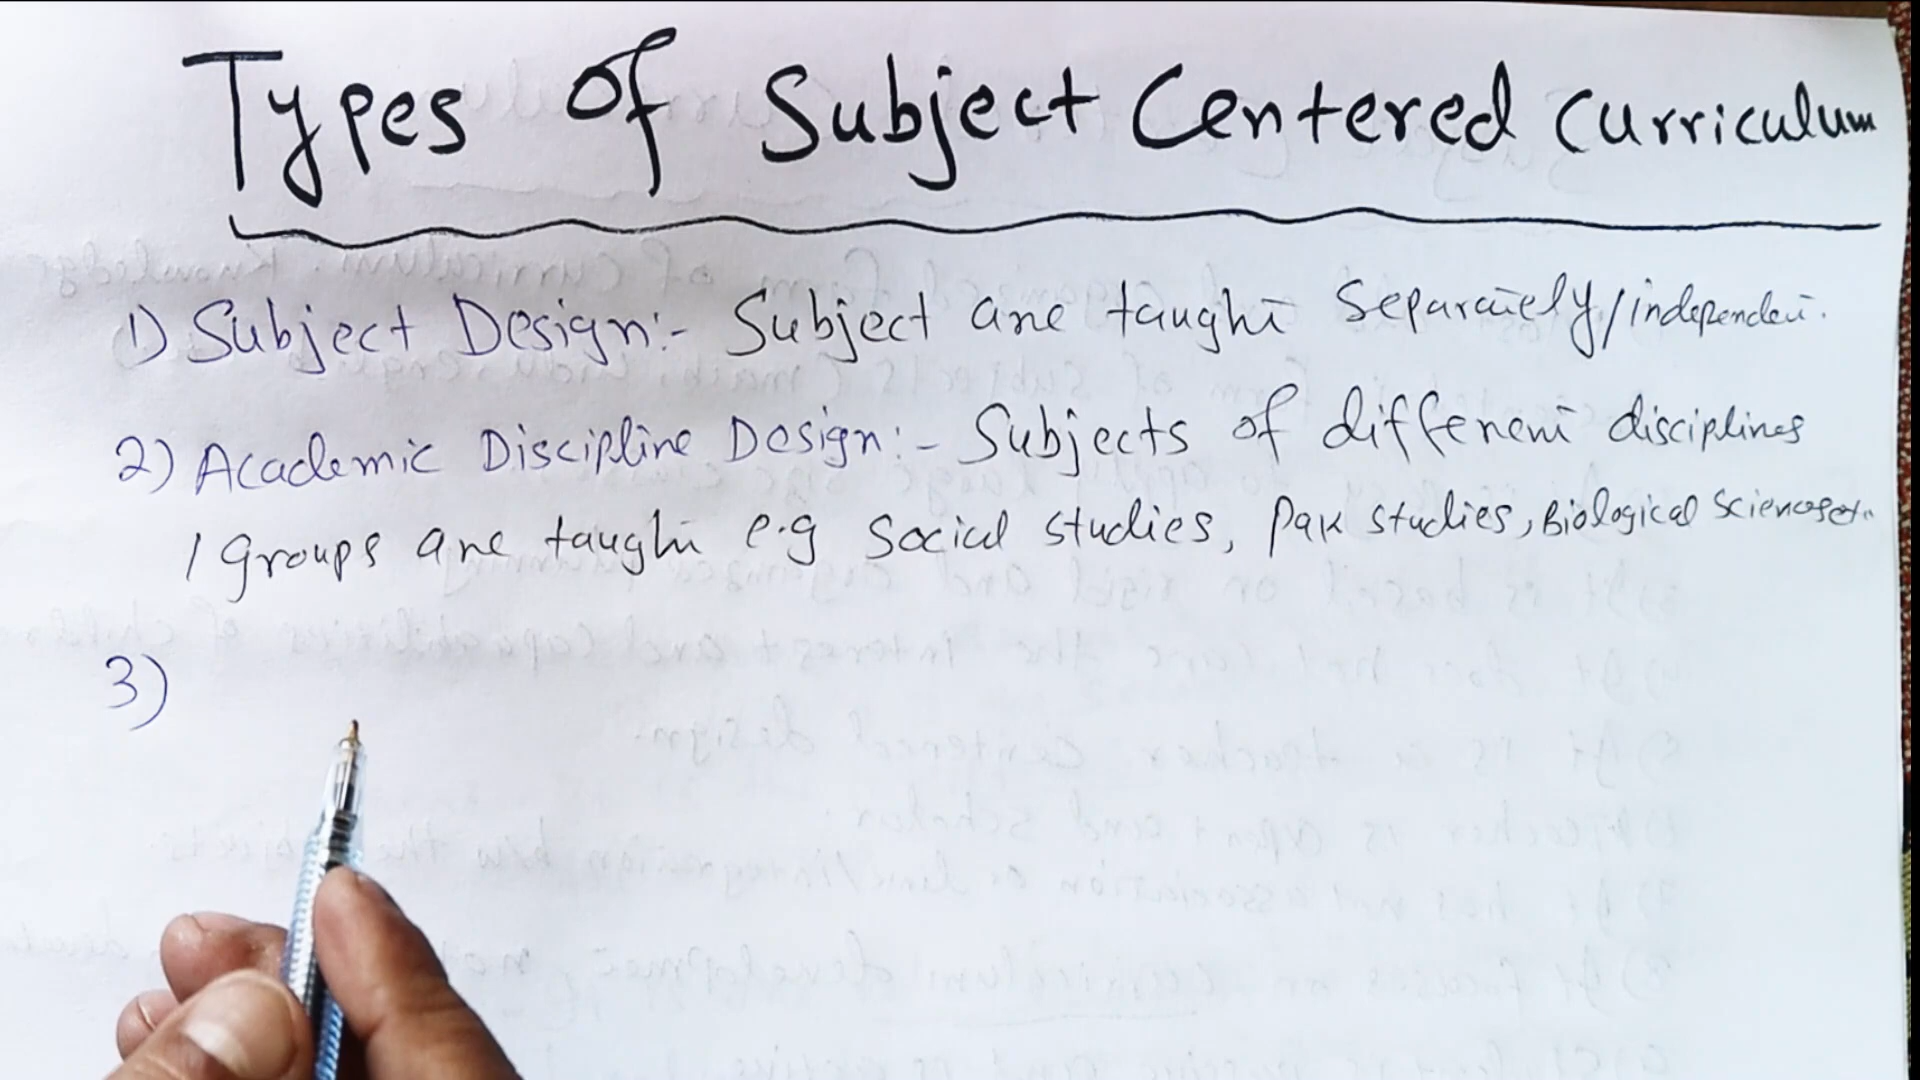 Types Of Subject Centered Curriculum
1) Subject Design:- Subject are taught Separately/independent.
2) Academic Discipline Design:- Subjects of different disciplines
/ Groups are taught e.g Social Studies, Pak studies, Biological Sciences etc.
3)